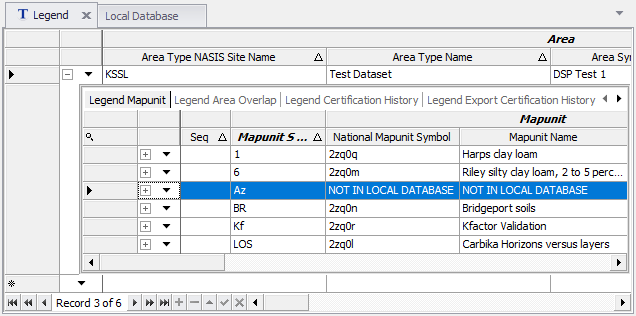 T Legend X Local Database
Area
Area Type NASIS Site Name Area Type Name Area Syr
KSSL Test Dataset DSP Test 1
Legend Mapunit Legend Area Overlap Legend Certification History Legend Export Certification History
Mapunit
Seq Mapunit S ... National Mapunit Symbol Mapunit Name
1 2zq0q Harps clay loam
6 2zq0m Riley silty clay loam, 2 to 5 perc...
Az NOT IN LOCAL DATABASE NOT IN LOCAL DATABASE
BR 2zq0n Bridgeport soils
Kf 2zq0r Kfactor Validation
LOS 2zq0l Carbika Horizons versus layers
Record 3 of 6